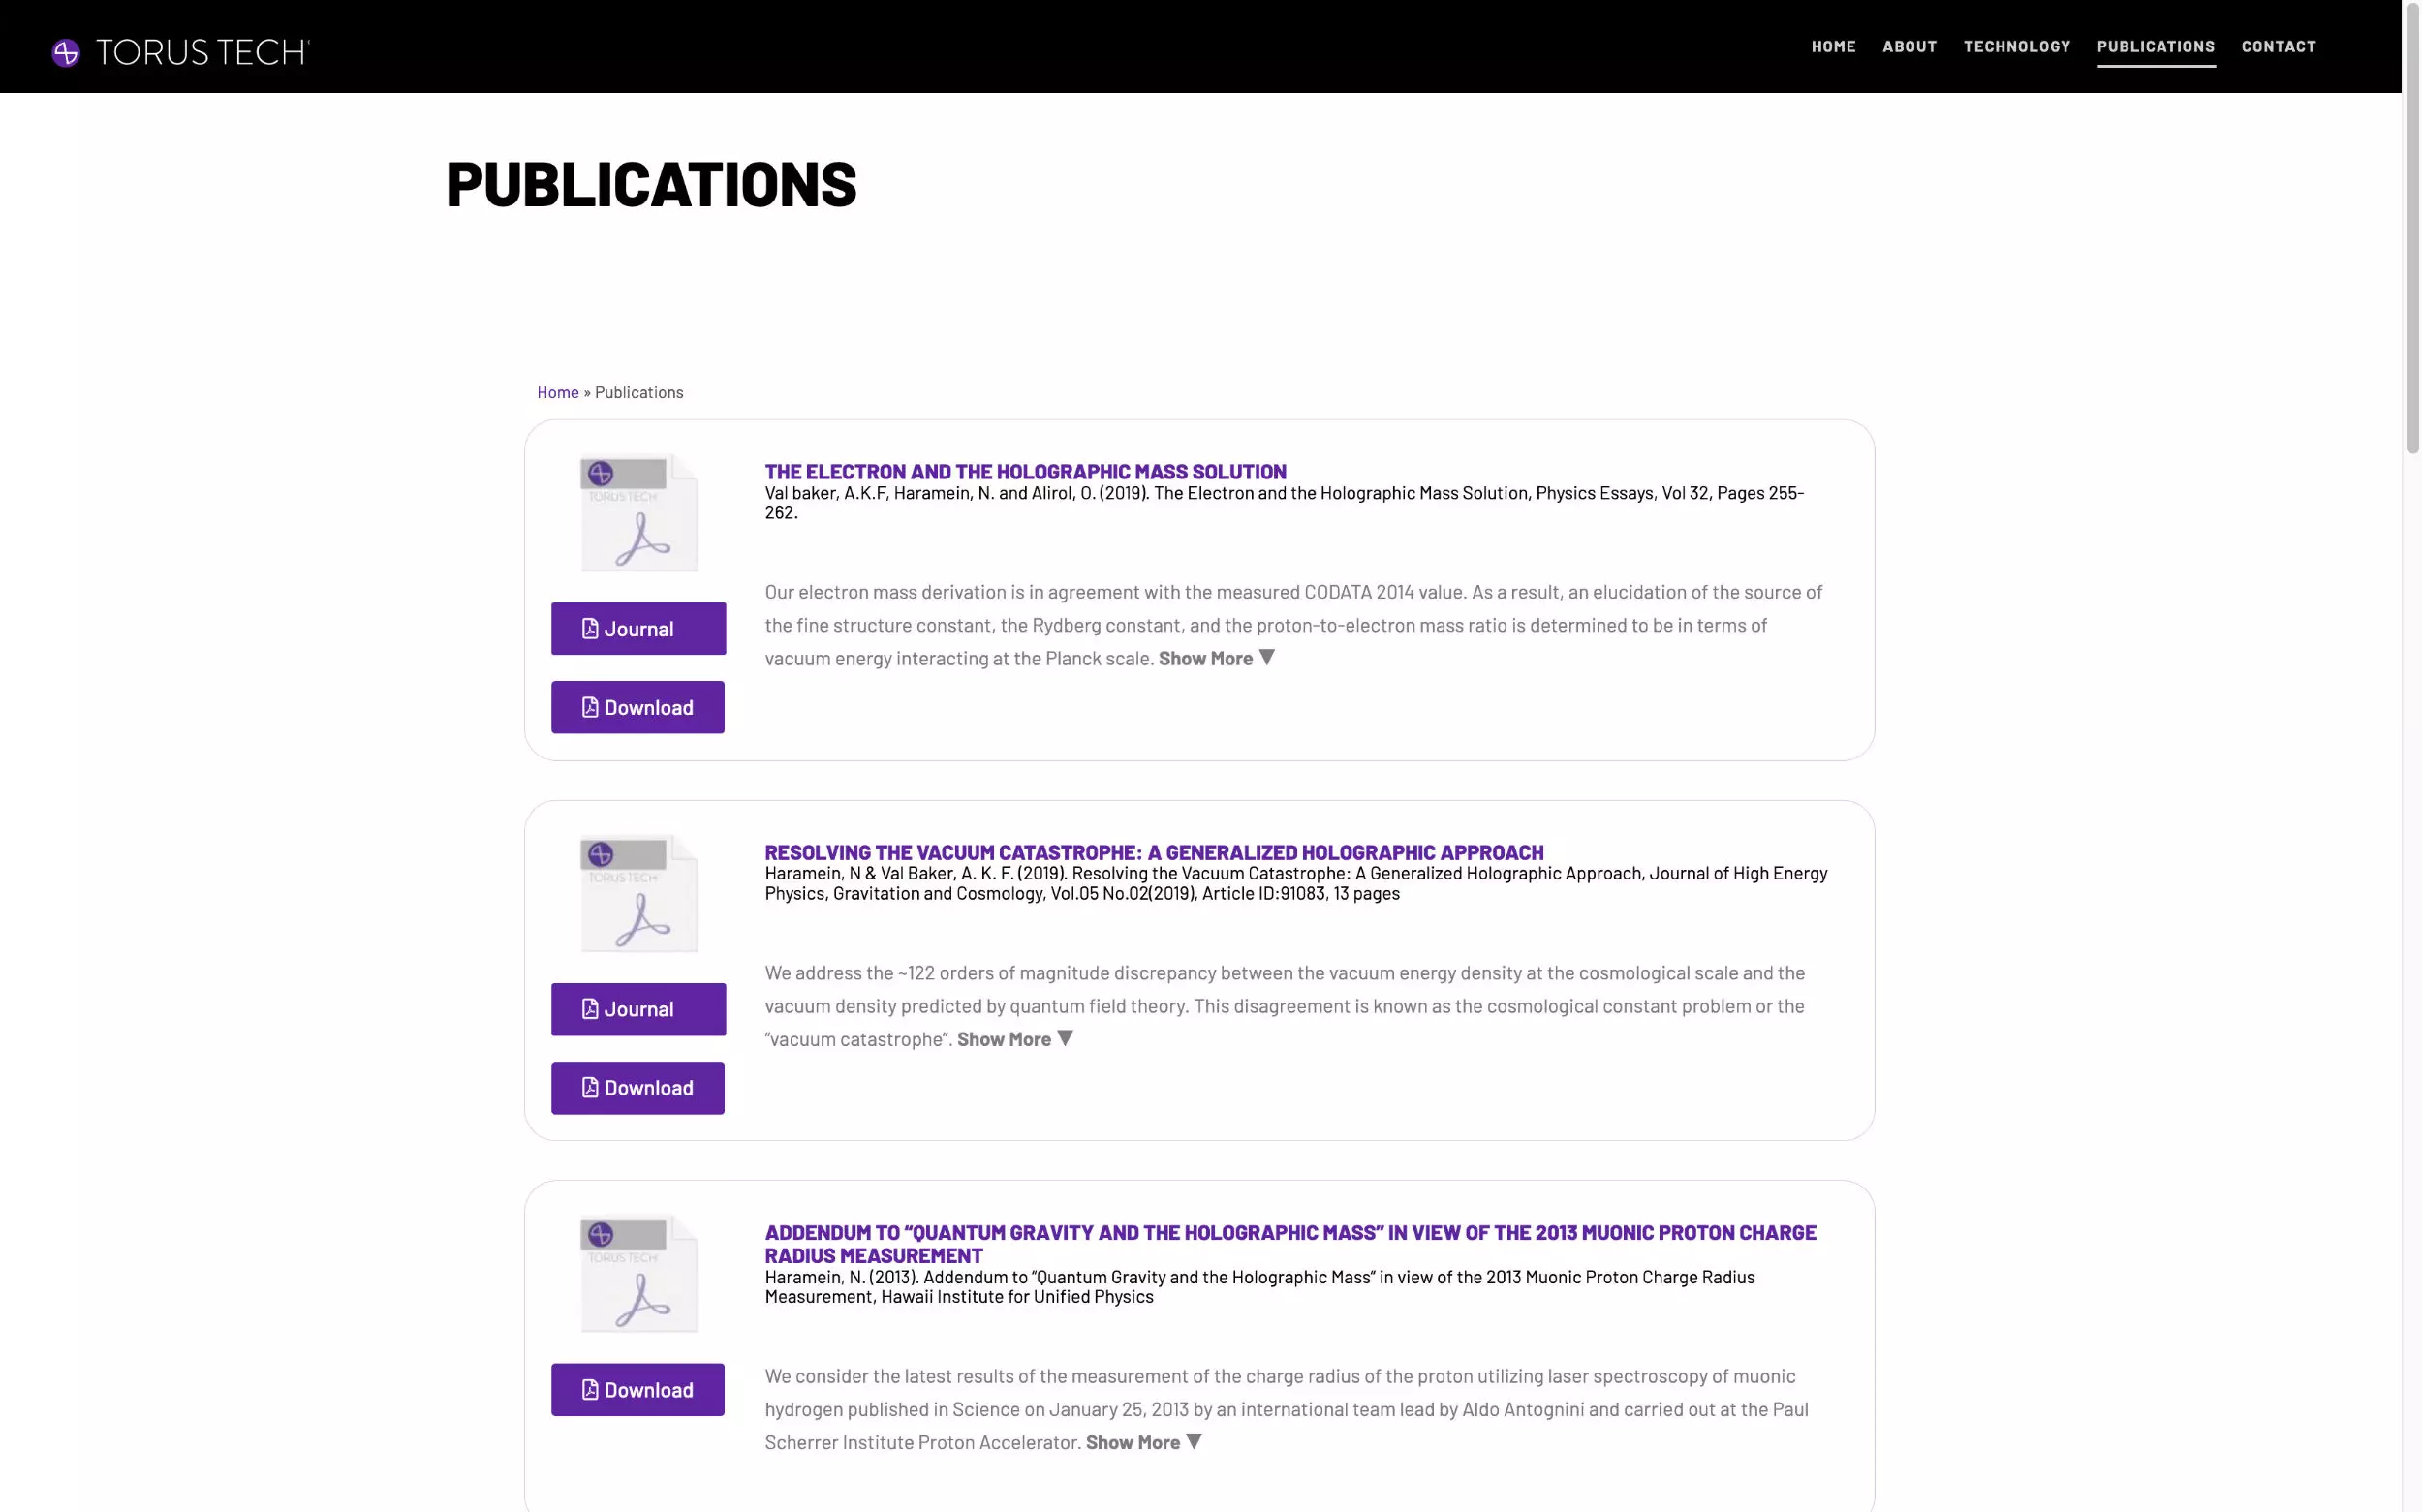 TORUS TECH
HOME ABOUT TECHNOLOGY PUBLICATIONS CONTACT
PUBLICATIONS
Home » Publications
TORUS TECH
Journal
Download
THE ELECTRON AND THE HOLOGRAPHIC MASS SOLUTION
Val baker, A.K.F, Haramein, N. and Alirol, O. (2019). The Electron and the Holographic Mass Solution, Physics Essays, Vol 32, Pages 255-
262.
Our electron mass derivation is in agreement with the measured CODATA 2014 value. As a result, an elucidation of the source of
the fine structure constant, the Rydberg constant, and the proton-to-electron mass ratio is determined to be in terms of
vacuum energy interacting at the Planck scale. Show More ▼
TORUS TECH
Journal
Download
RESOLVING THE VACUUM CATASTROPHE: A GENERALIZED HOLOGRAPHIC APPROACH
Haramein, N & Val Baker, A. K. F. (2019). Resolving the Vacuum Catastrophe: A Generalized Holographic Approach, Journal of High Energy
Physics, Gravitation and Cosmology, Vol.05 No.02(2019), Article ID:91083, 13 pages
We address the ~122 orders of magnitude discrepancy between the vacuum energy density at the cosmological scale and the
vacuum density predicted by quantum field theory. This disagreement is known as the cosmological constant problem or the
“vacuum catastrophe”. Show More ▼
TORUS TECH
Download
ADDENDUM TO “QUANTUM GRAVITY AND THE HOLOGRAPHIC MASS” IN VIEW OF THE 2013 MUONIC PROTON CHARGE
RADIUS MEASUREMENT
Haramein, N. (2013). Addendum to “Quantum Gravity and the Holographic Mass” in view of the 2013 Muonic Proton Charge Radius
Measurement, Hawaii Institute for Unified Physics
We consider the latest results of the measurement of the charge radius of the proton utilizing laser spectroscopy of muonic
hydrogen published in Science on January 25, 2013 by an international team lead by Aldo Antognini and carried out at the Paul
Scherrer Institute Proton Accelerator. Show More ▼